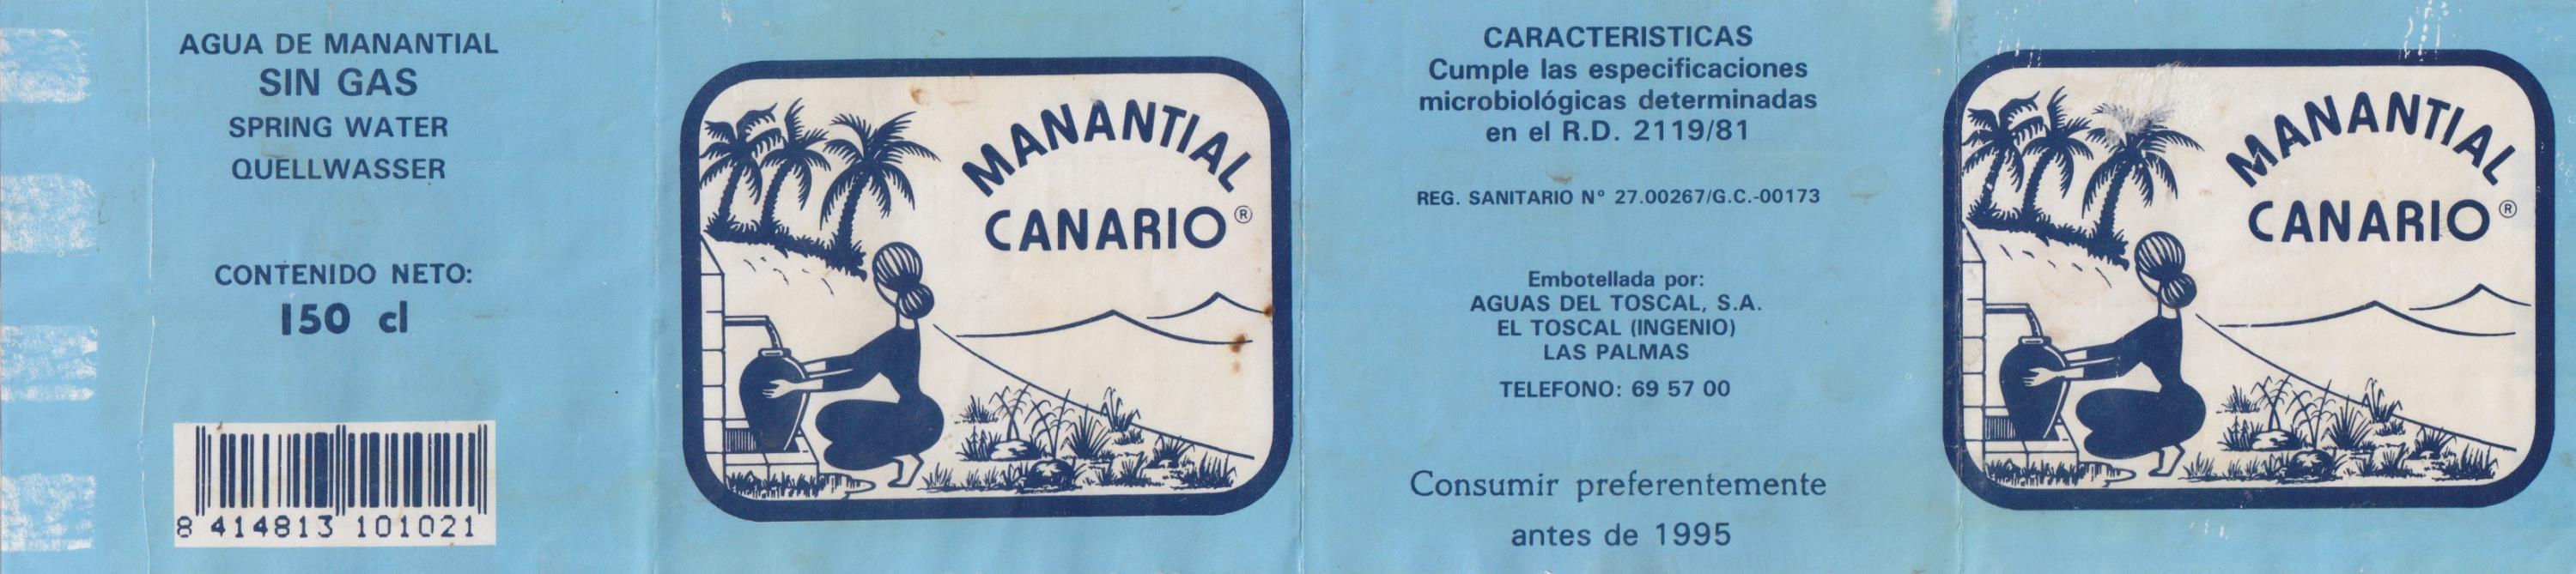 AGUA DE MANANTIAL
SIN GAS
SPRING WATER
QUELLWASSER
CONTENIDO NETO:
150 cl
8 414813 101021
MANANTIAL
CANARIO®
CARACTERISTICAS
Cumple las especificaciones
microbiológicas determinadas
en el R.D. 2119/81
REG. SANITARIO Nº 27.00267/G.C.-00173
Embotellada por:
AGUAS DEL TOSCAL, S.A.
EL TOSCAL (INGENIO)
LAS PALMAS
TELEFONO: 69 57 00
Consumir preferentemente
antes de 1995
MANANTIAL
CANARIO®